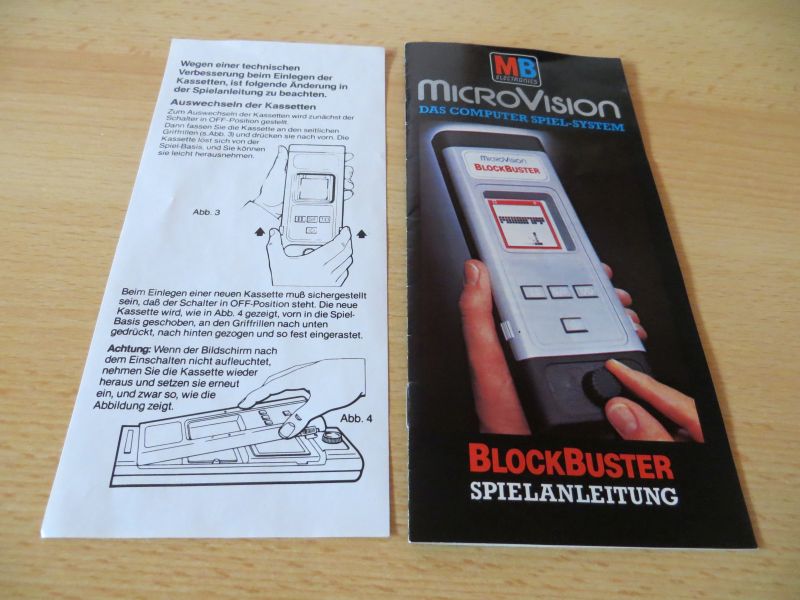 Wegen einer technischen
Verbesserung beim Einlegen der
Kassetten, ist folgende Änderung in
der Spielanleitung zu beachten.
Auswechseln der Kassetten
Zum Auswechseln der Kassetten wird zunächst der
Schalter in OFF-Position gestellt.
Dann fassen Sie die Kassette an den seitlichen
Griffrillen (s. Abb. 3) und drücken sie nach vorn. Die
Kassette löst sich von der
Spiel-Basis, und Sie können
sie leicht herausnehmen.
Abb. 3
Beim Einlegen einer neuen Kassette muß sichergestellt
sein, daß der Schalter in OFF-Position steht. Die neue
Kassette wird, wie in Abb. 4 gezeigt, vorn in die Spiel-
Basis geschoben, an den Griffrillen nach unten
gedrückt, nach hinten gezogen und so fest eingerastet.
Achtung: Wenn der Bildschirm nach
dem Einschalten nicht aufleuchtet,
nehmen Sie die Kassette wieder
heraus und setzen sie erneut
ein, und zwar so, wie die
Abbildung zeigt.
Abb. 4
MB
ELECTRONICS
MICROVISION
DAS COMPUTER SPIEL-SYSTEM
MICROVISION
BLOCKBUSTER
BLOCKBUSTER
SPIELANLEITUNG